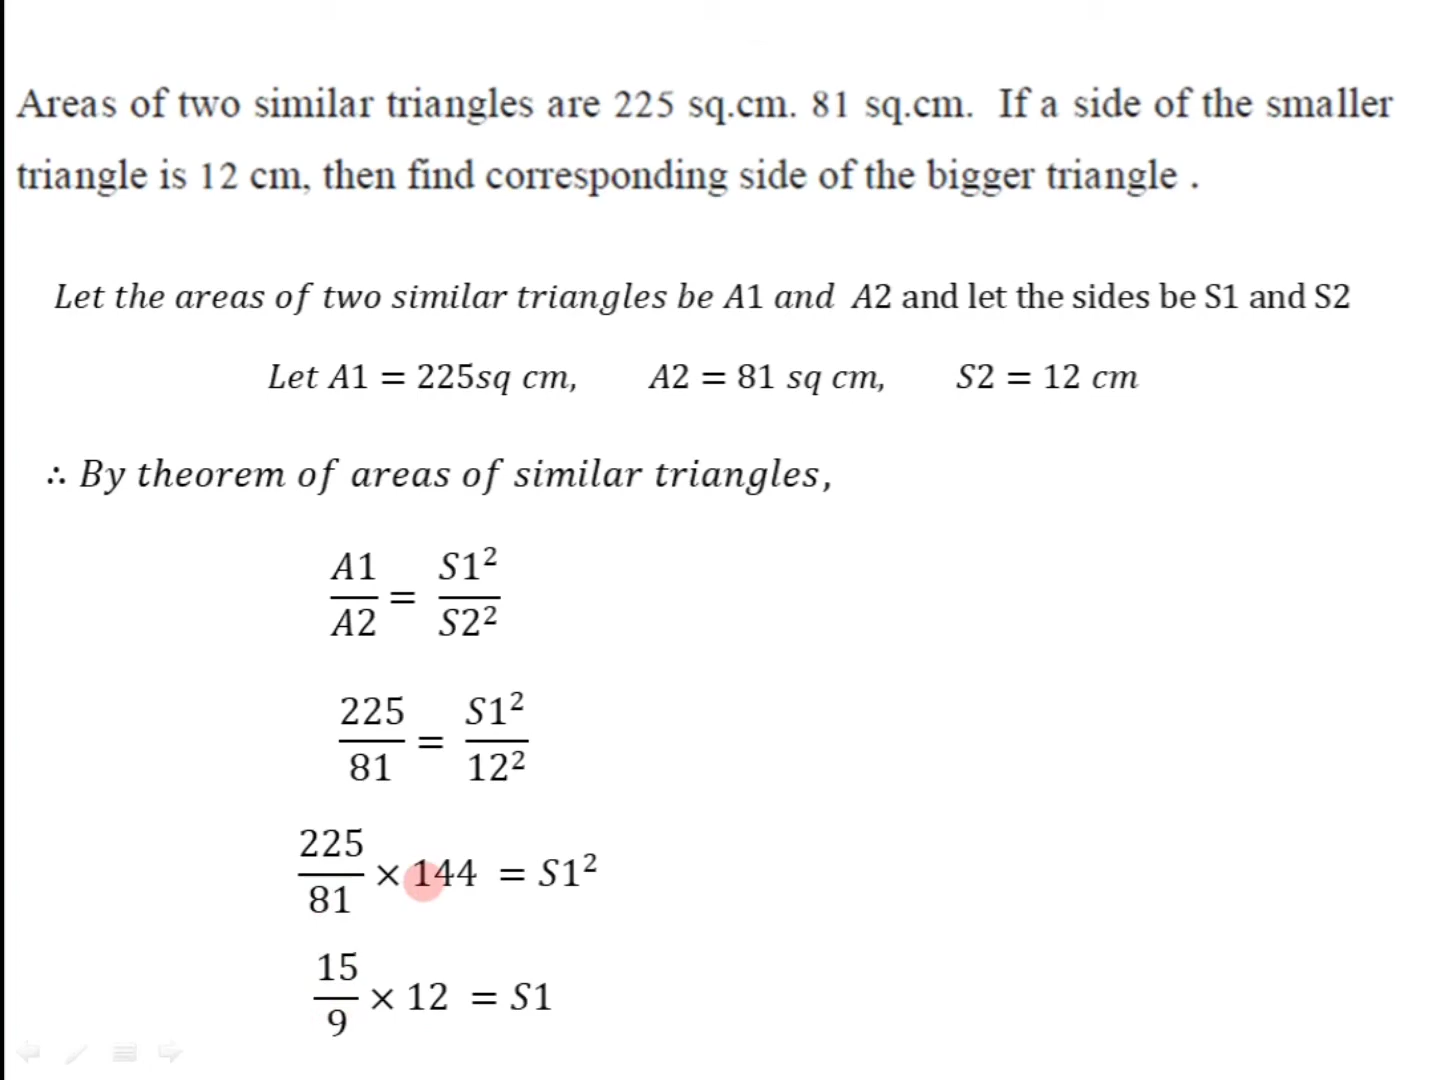 Areas of two similar triangles are 225 sq.cm. 81 sq.cm. If a side of the smaller
triangle is 12 cm, then find corresponding side of the bigger triangle .
Let the areas of two similar triangles be A1 and A2 and let the sides be S1 and S2
Let A1 = 225sq cm, A2 = 81 sq cm, S2 = 12 cm
∴ By theorem of areas of similar triangles,
A1/A2 = S1²/S2²
225/81 = S1²/12²
225/81 × 144 = S1²
15/9 × 12 = S1